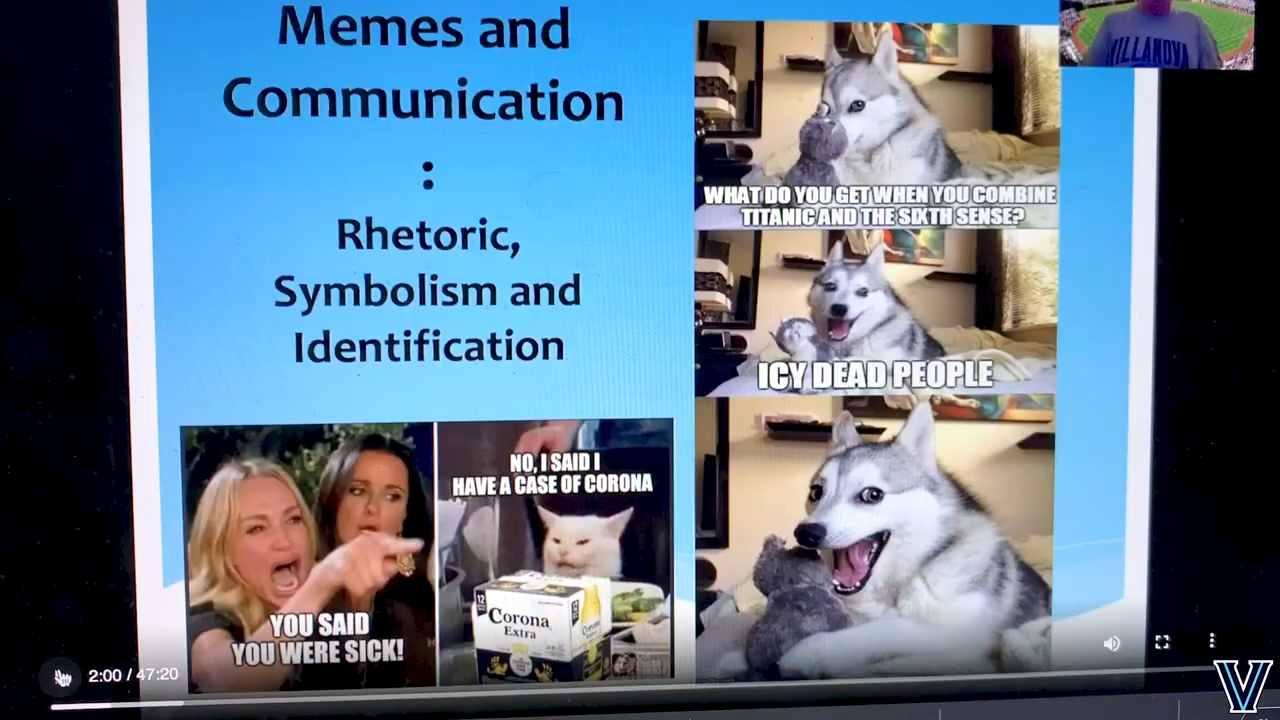 Memes and
Communication
:
Rhetoric,
Symbolism and
Identification
WHAT DO YOU GET WHEN YOU COMBINE
TITANIC AND THE SIXTH SENSE?
ICY DEAD PEOPLE
YOU SAID
YOU WERE SICK!
NO, I SAID I
HAVE A CASE OF CORONA
12
Corona
Extra
VILLANOVA
2:00 / 47:20
V